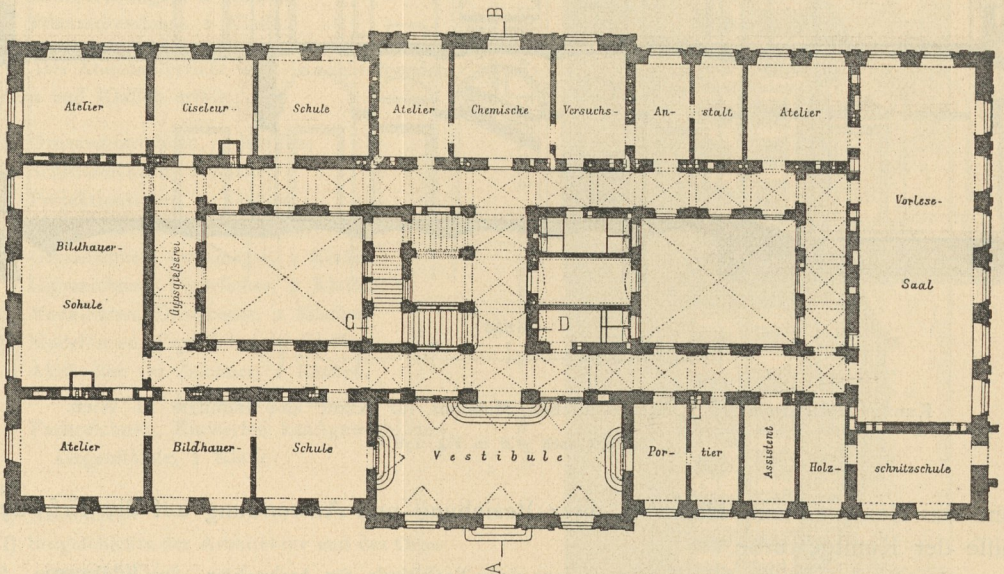 B
Atelier Ciseleur- Schule Atelier Chemische Versuchs- An- stalt Atelier
Vorlese-
Saal
Bildhauer-
Schule
Gypsgießerei
C D
Atelier Bildhauer- Schule Vestibule Por- tier Assistent Holz- schnitzschule
A